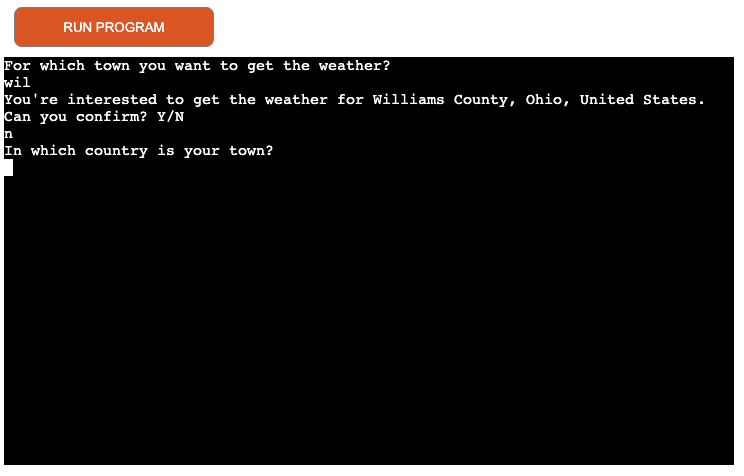 RUN PROGRAM
For which town you want to get the weather?
wil
You're interested to get the weather for Williams County, Ohio, United States.
Can you confirm? Y/N
n
In which country is your town?